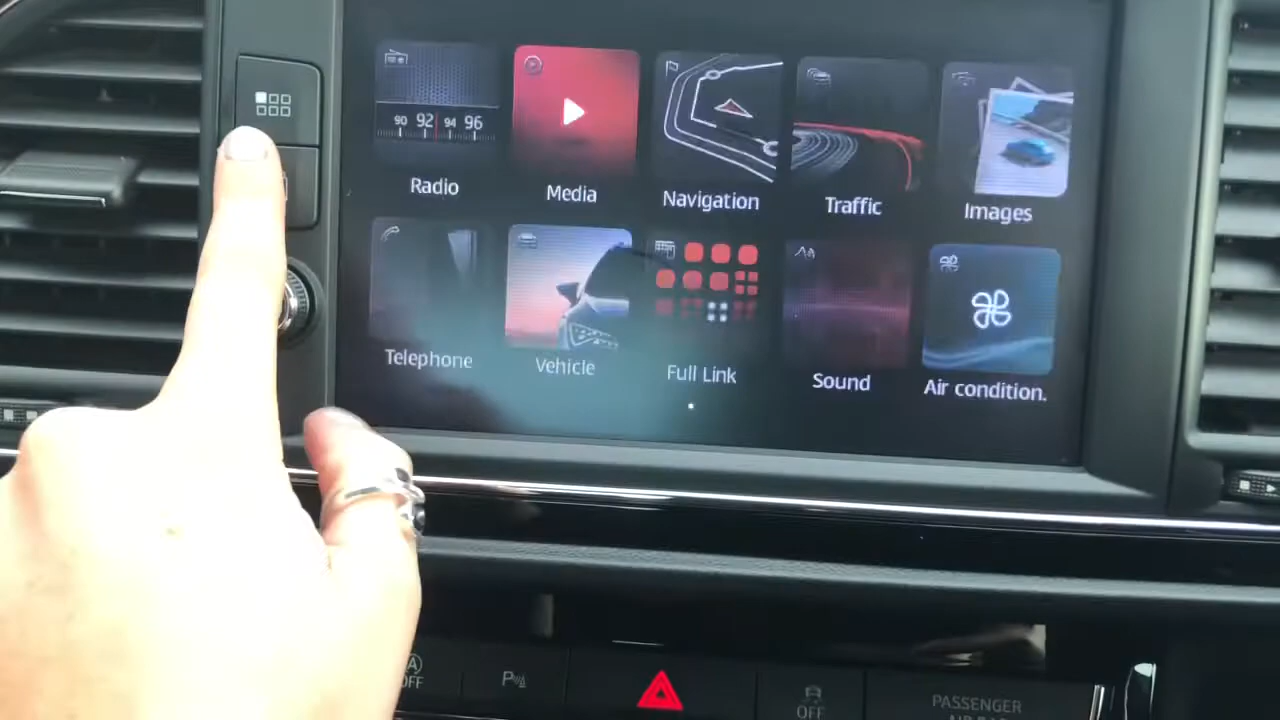 90 92 94 96
Radio
Media
Navigation
Traffic
Images
Telephone
Vehicle
Full Link
Sound
Air condition.
A
OFF
P
OFF
PASSENGER
AIR BAG